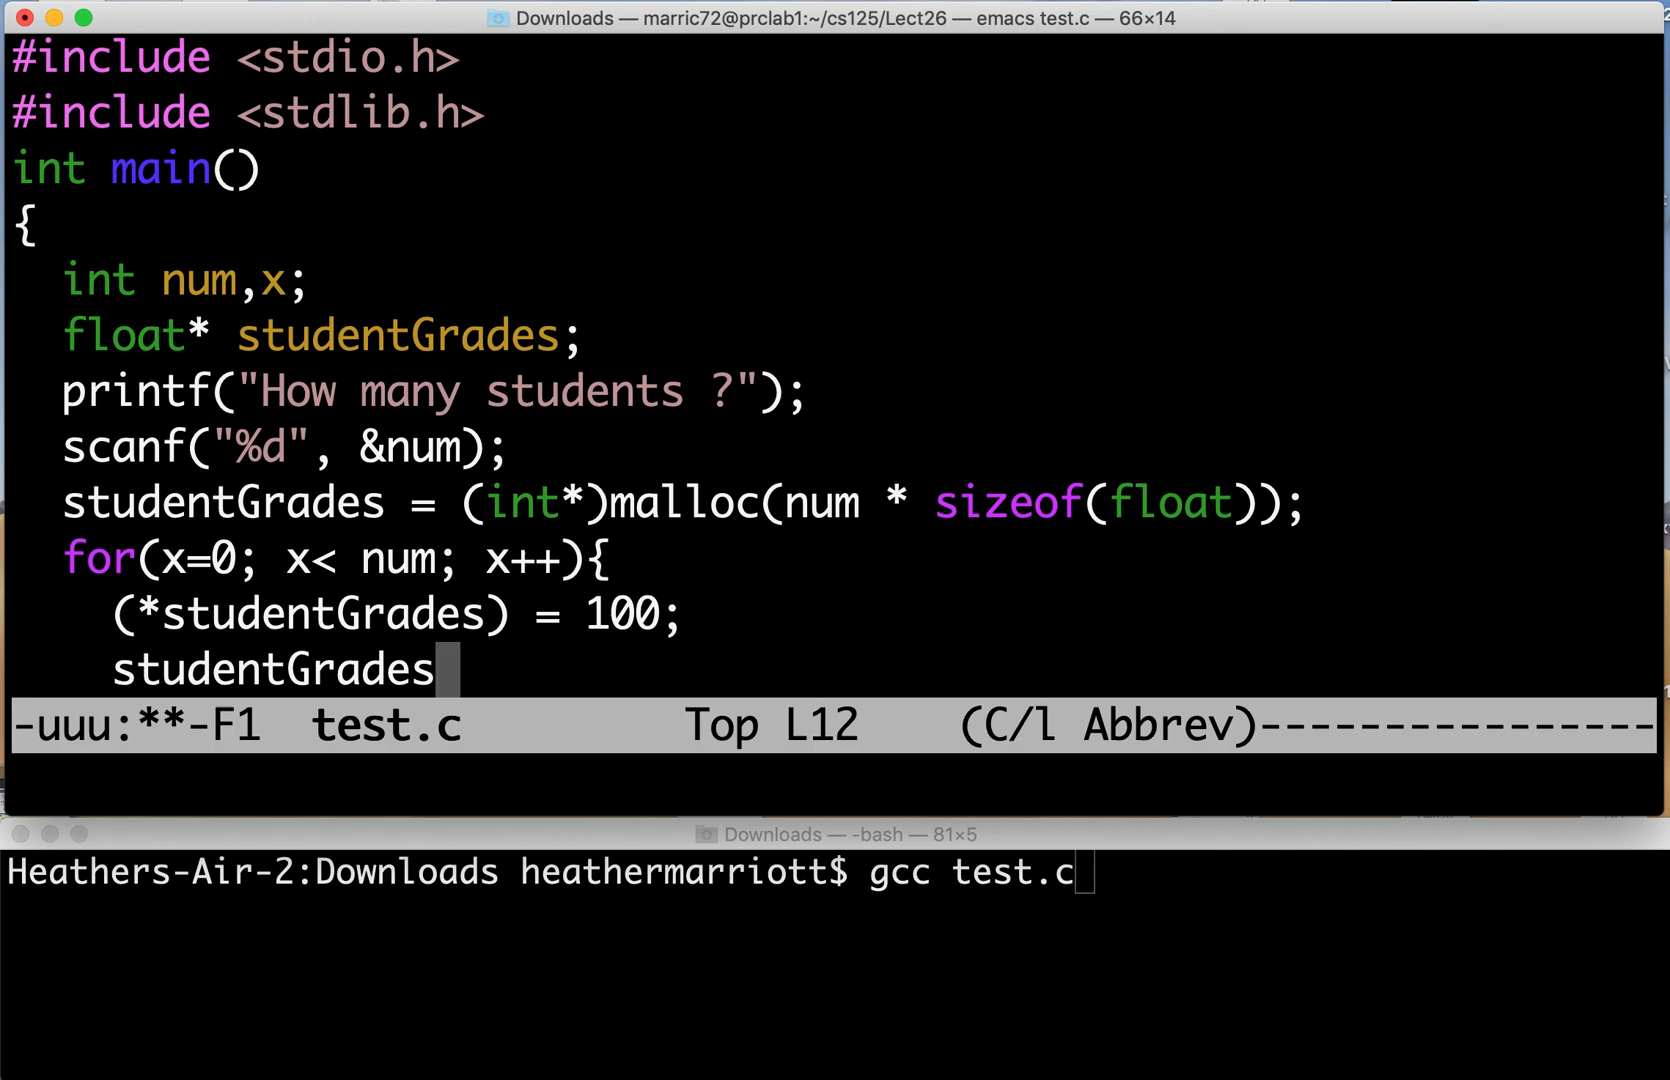 Downloads — marric72@prclab1:~/cs125/Lect26 — emacs test.c — 66×14
#include <stdio.h>
#include <stdlib.h>
int main()
{
  int num,x;
  float* studentGrades;
  printf("How many students ?");
  scanf("%d", &num);
  studentGrades = (int*)malloc(num * sizeof(float));
  for(x=0; x< num; x++){
    (*studentGrades) = 100;
    studentGrades
-uuu:**-F1  test.c         Top L12    (C/l Abbrev)----------------
Downloads — -bash — 81×5
Heathers-Air-2:Downloads heathermarriott$ gcc test.c